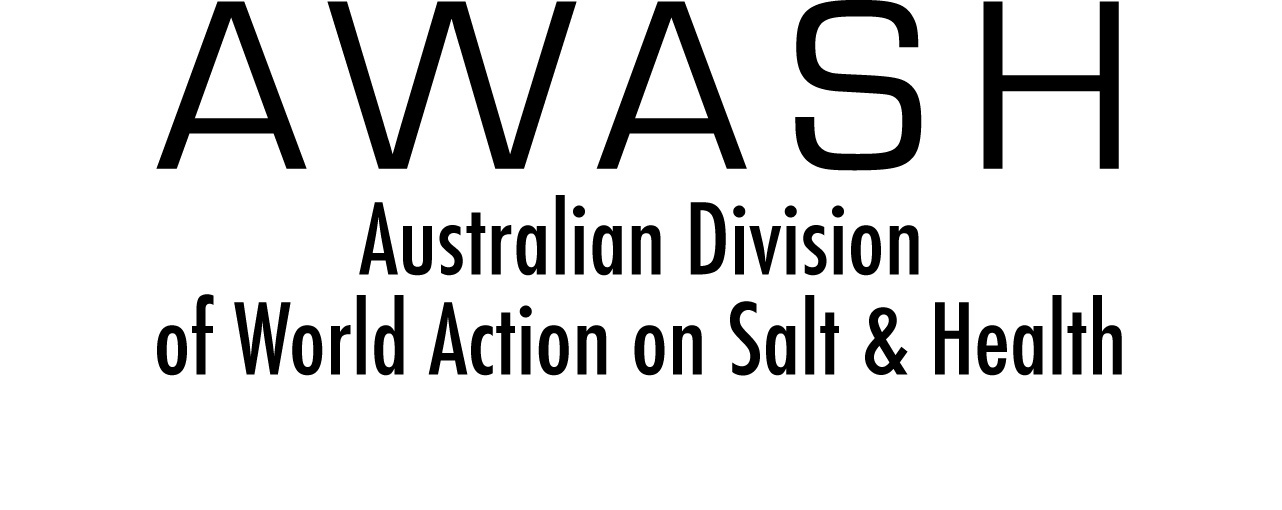 AWASH
Australian Division
of World Action on Salt & Health